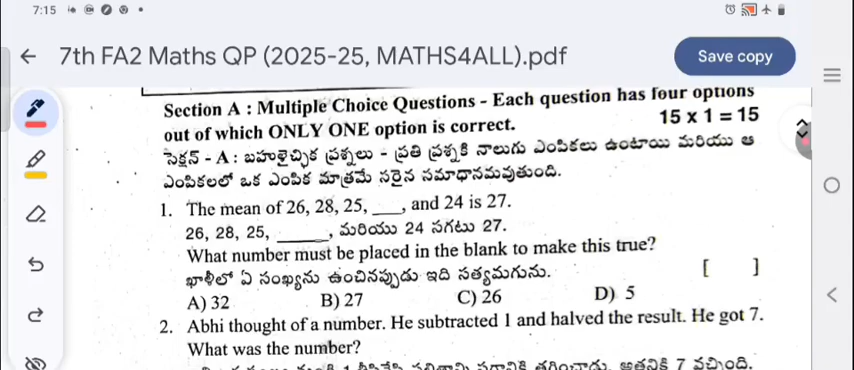 7:15
7th FA2 Maths QP (2025-25, MATHS4ALL).pdf
Save copy
Section A : Multiple Choice Questions - Each question has four options
out of which ONLY ONE option is correct. 15 x 1 = 15
సెక్షన్ - A : బహుళైచ్ఛిక ప్రశ్నలు - ప్రతి ప్రశ్నకి నాలుగు ఎంపికలు ఉంటాయి మరియు ఆ
ఎంపికలలో ఒక ఎంపిక మాత్రమే సరైన సమాధానమవుతుంది.
1. The mean of 26, 28, 25, ___, and 24 is 27.
26, 28, 25, _____, మరియు 24 సగటు 27.
What number must be placed in the blank to make this true?
ఖాళీలో ఏ సంఖ్యను ఉంచినప్పుడు ఇది సత్యమగును. [ ]
A) 32 B) 27 C) 26 D) 5
2. Abhi thought of a number. He subtracted 1 and halved the result. He got 7.
What was the number?
7 వచ్చింది.